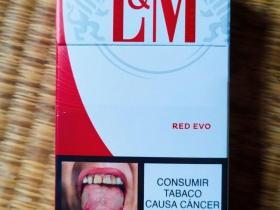 L&M
RED EVO
CONSUMIR
TABACO
CAUSA CÁNCER